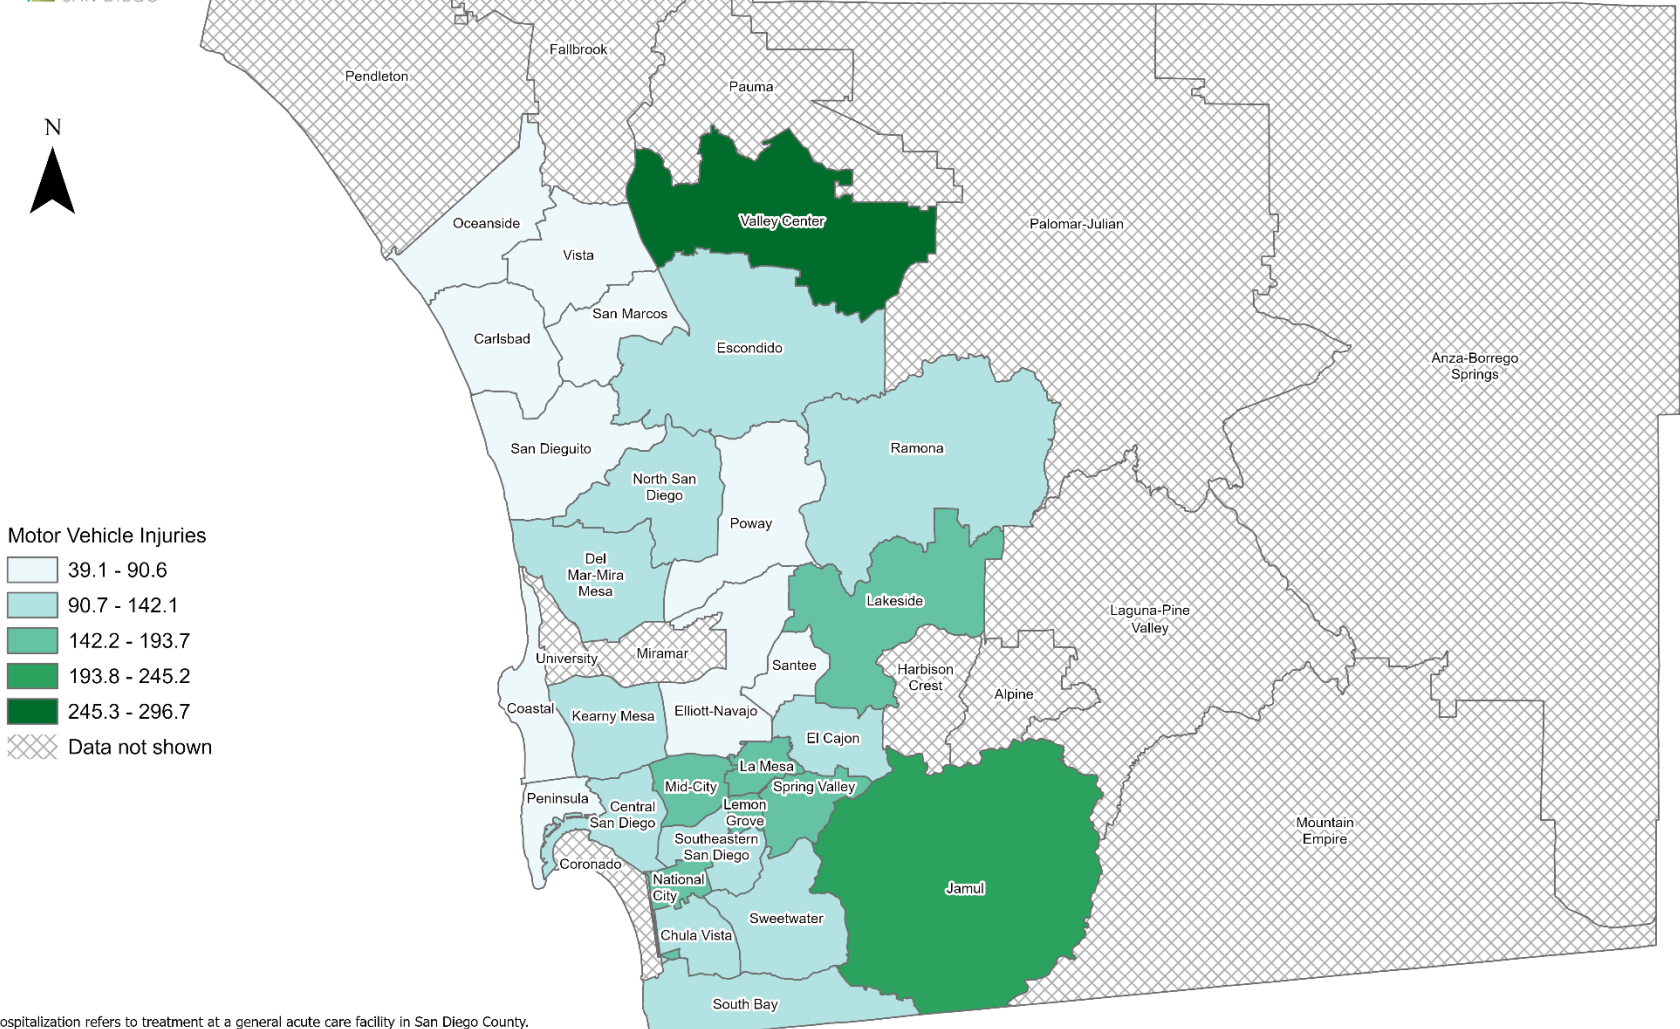 SAN DIEGO
Fallbrook
Pendleton
Pauma
N
Oceanside
Valley Center
Palomar-Julian
Vista
San Marcos
Carlsbad
Escondido
Anza-Borrego
Springs
San Dieguito
Ramona
North San
Diego
Poway
Motor Vehicle Injuries
39.1 - 90.6
90.7 - 142.1
142.2 - 193.7
193.8 - 245.2
245.3 - 296.7
Data not shown
Del
Mar-Mira
Mesa
Lakeside
Laguna-Pine
Valley
University
Miramar
Santee
Harbison
Crest
Alpine
Coastal
Kearny Mesa
Elliott-Navajo
El Cajon
La Mesa
Mid-City
Spring Valley
Peninsula
Central
San Diego
Lemon
Grove
Southeastern
San Diego
Mountain
Empire
Coronado
National
City
Jamul
Sweetwater
Chula Vista
South Bay
ospitalization refers to treatment at a general acute care facility in San Diego County.